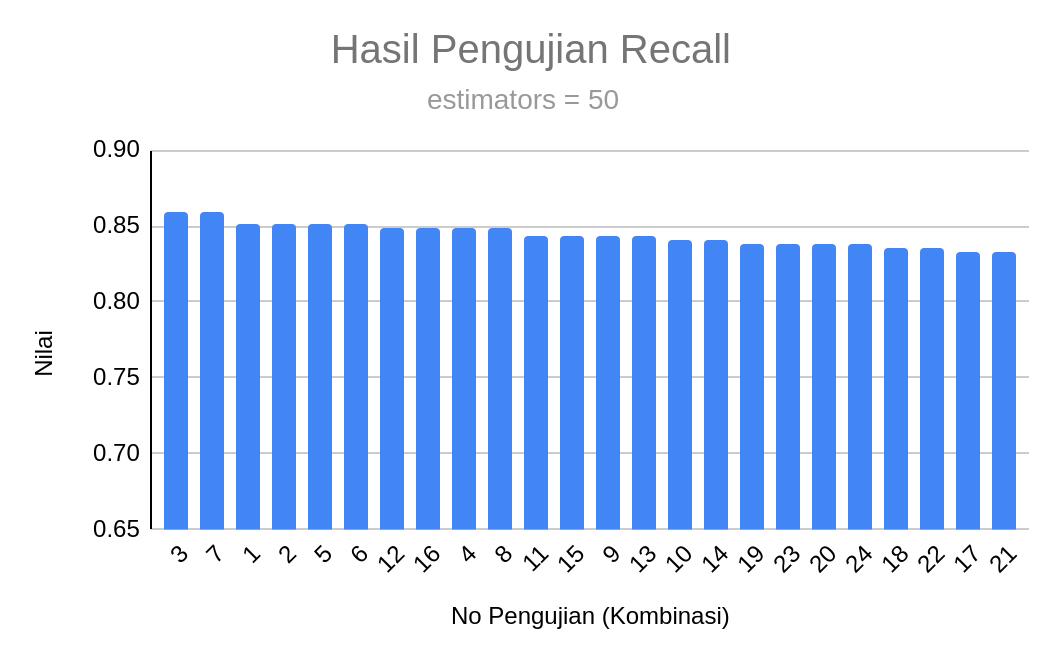 Hasil Pengujian Recall
estimators = 50
0.90
0.85
0.80
0.75
0.70
0.65
Nilai
3 7 1 2 5 6 12 16 4 8 11 15 9 13 10 14 19 23 20 24 18 22 17 21
No Pengujian (Kombinasi)